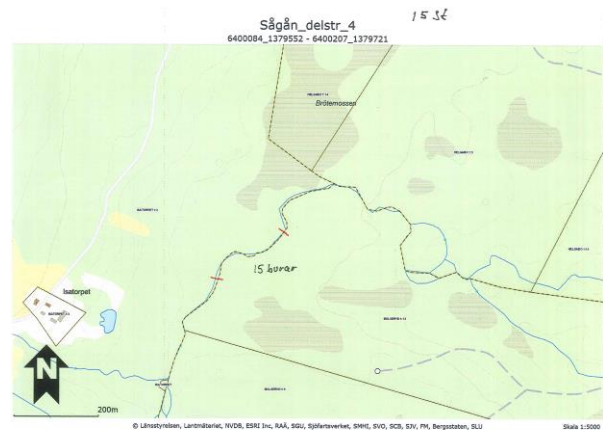 15 St
Sågån_delstr_4
6400084_1379552 - 6400207_1379721
Brötemossen
15 burar
Isatorpet
N
200m
© Länsstyrelsen, Lantmäteriet, NVDB, ESRI Inc, RAÄ, SGU, Sjöfartsverket, SMHI, SVO, SCB, SJV, FM, Bergsstaten, SLU
Skala 1:5000